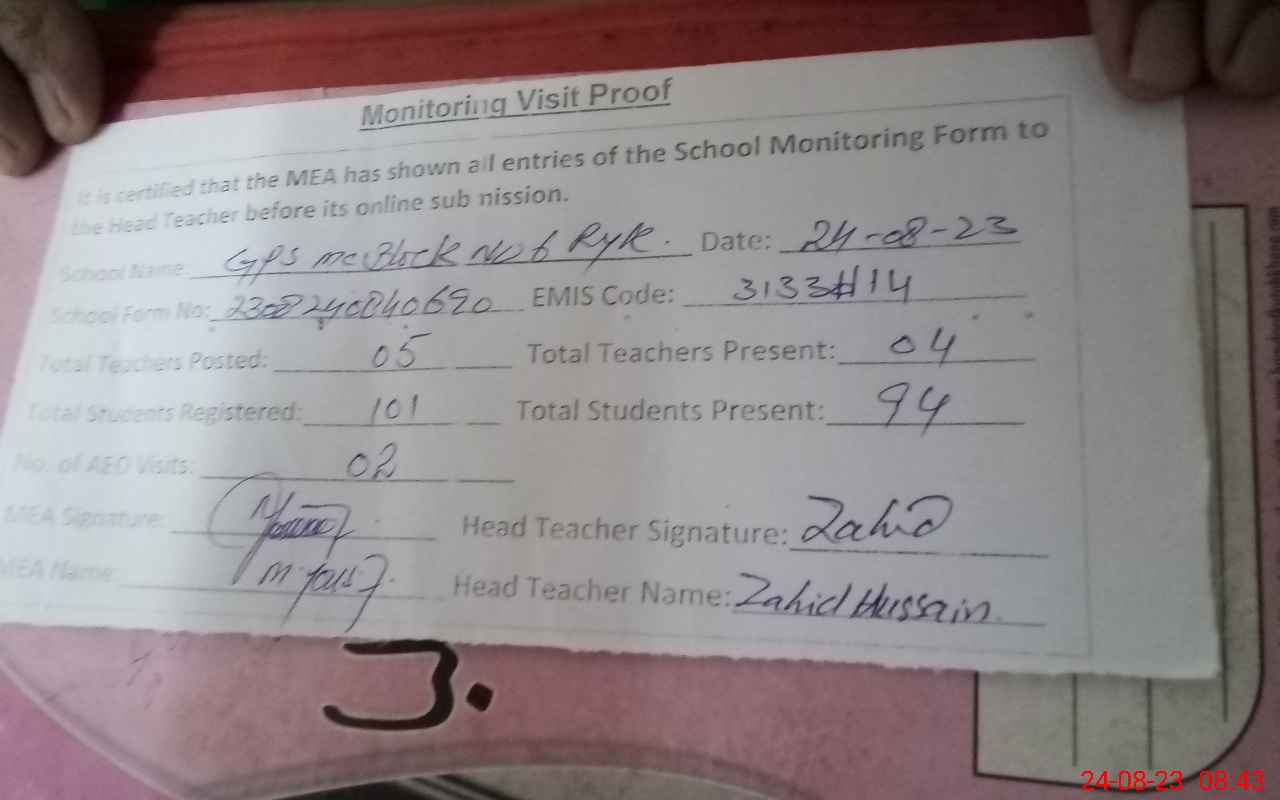 Monitoring Visit Proof
It is certified that the MEA has shown all entries of the School Monitoring Form to
the Head Teacher before its online submission.
School Name: GPS mc Block No 6 Ryk. Date: 24-08-23
School Form No: EMIS Code:
Total Teachers Posted: 05 Total Teachers Present: 04
Total Students Registered: 101 Total Students Present: 94
No. of AEO Visits: 02
MEA Signature: Head Teacher Signature: Zahid
MEA Name: Head Teacher Name: Zahid Hussain
J.
24-08-23 08:43